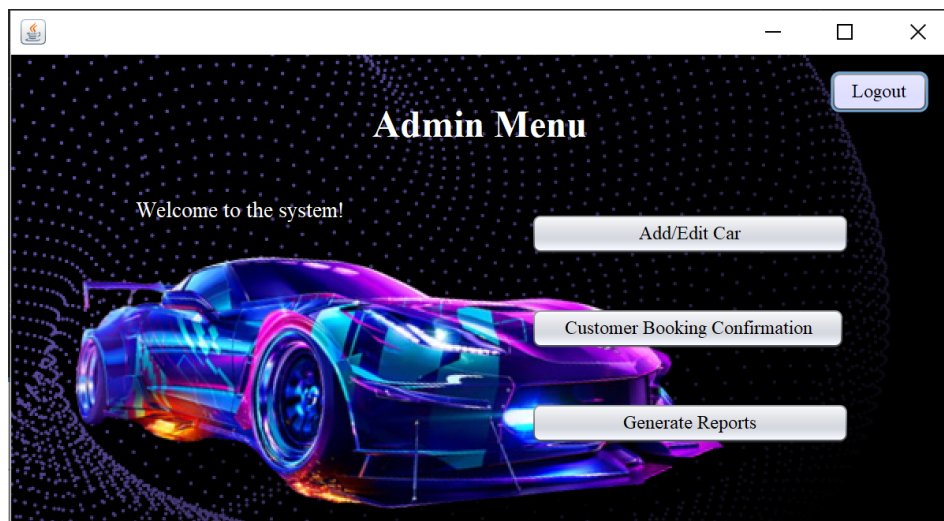 Logout
Admin Menu
Welcome to the system!
Add/Edit Car
Customer Booking Confirmation
Generate Reports